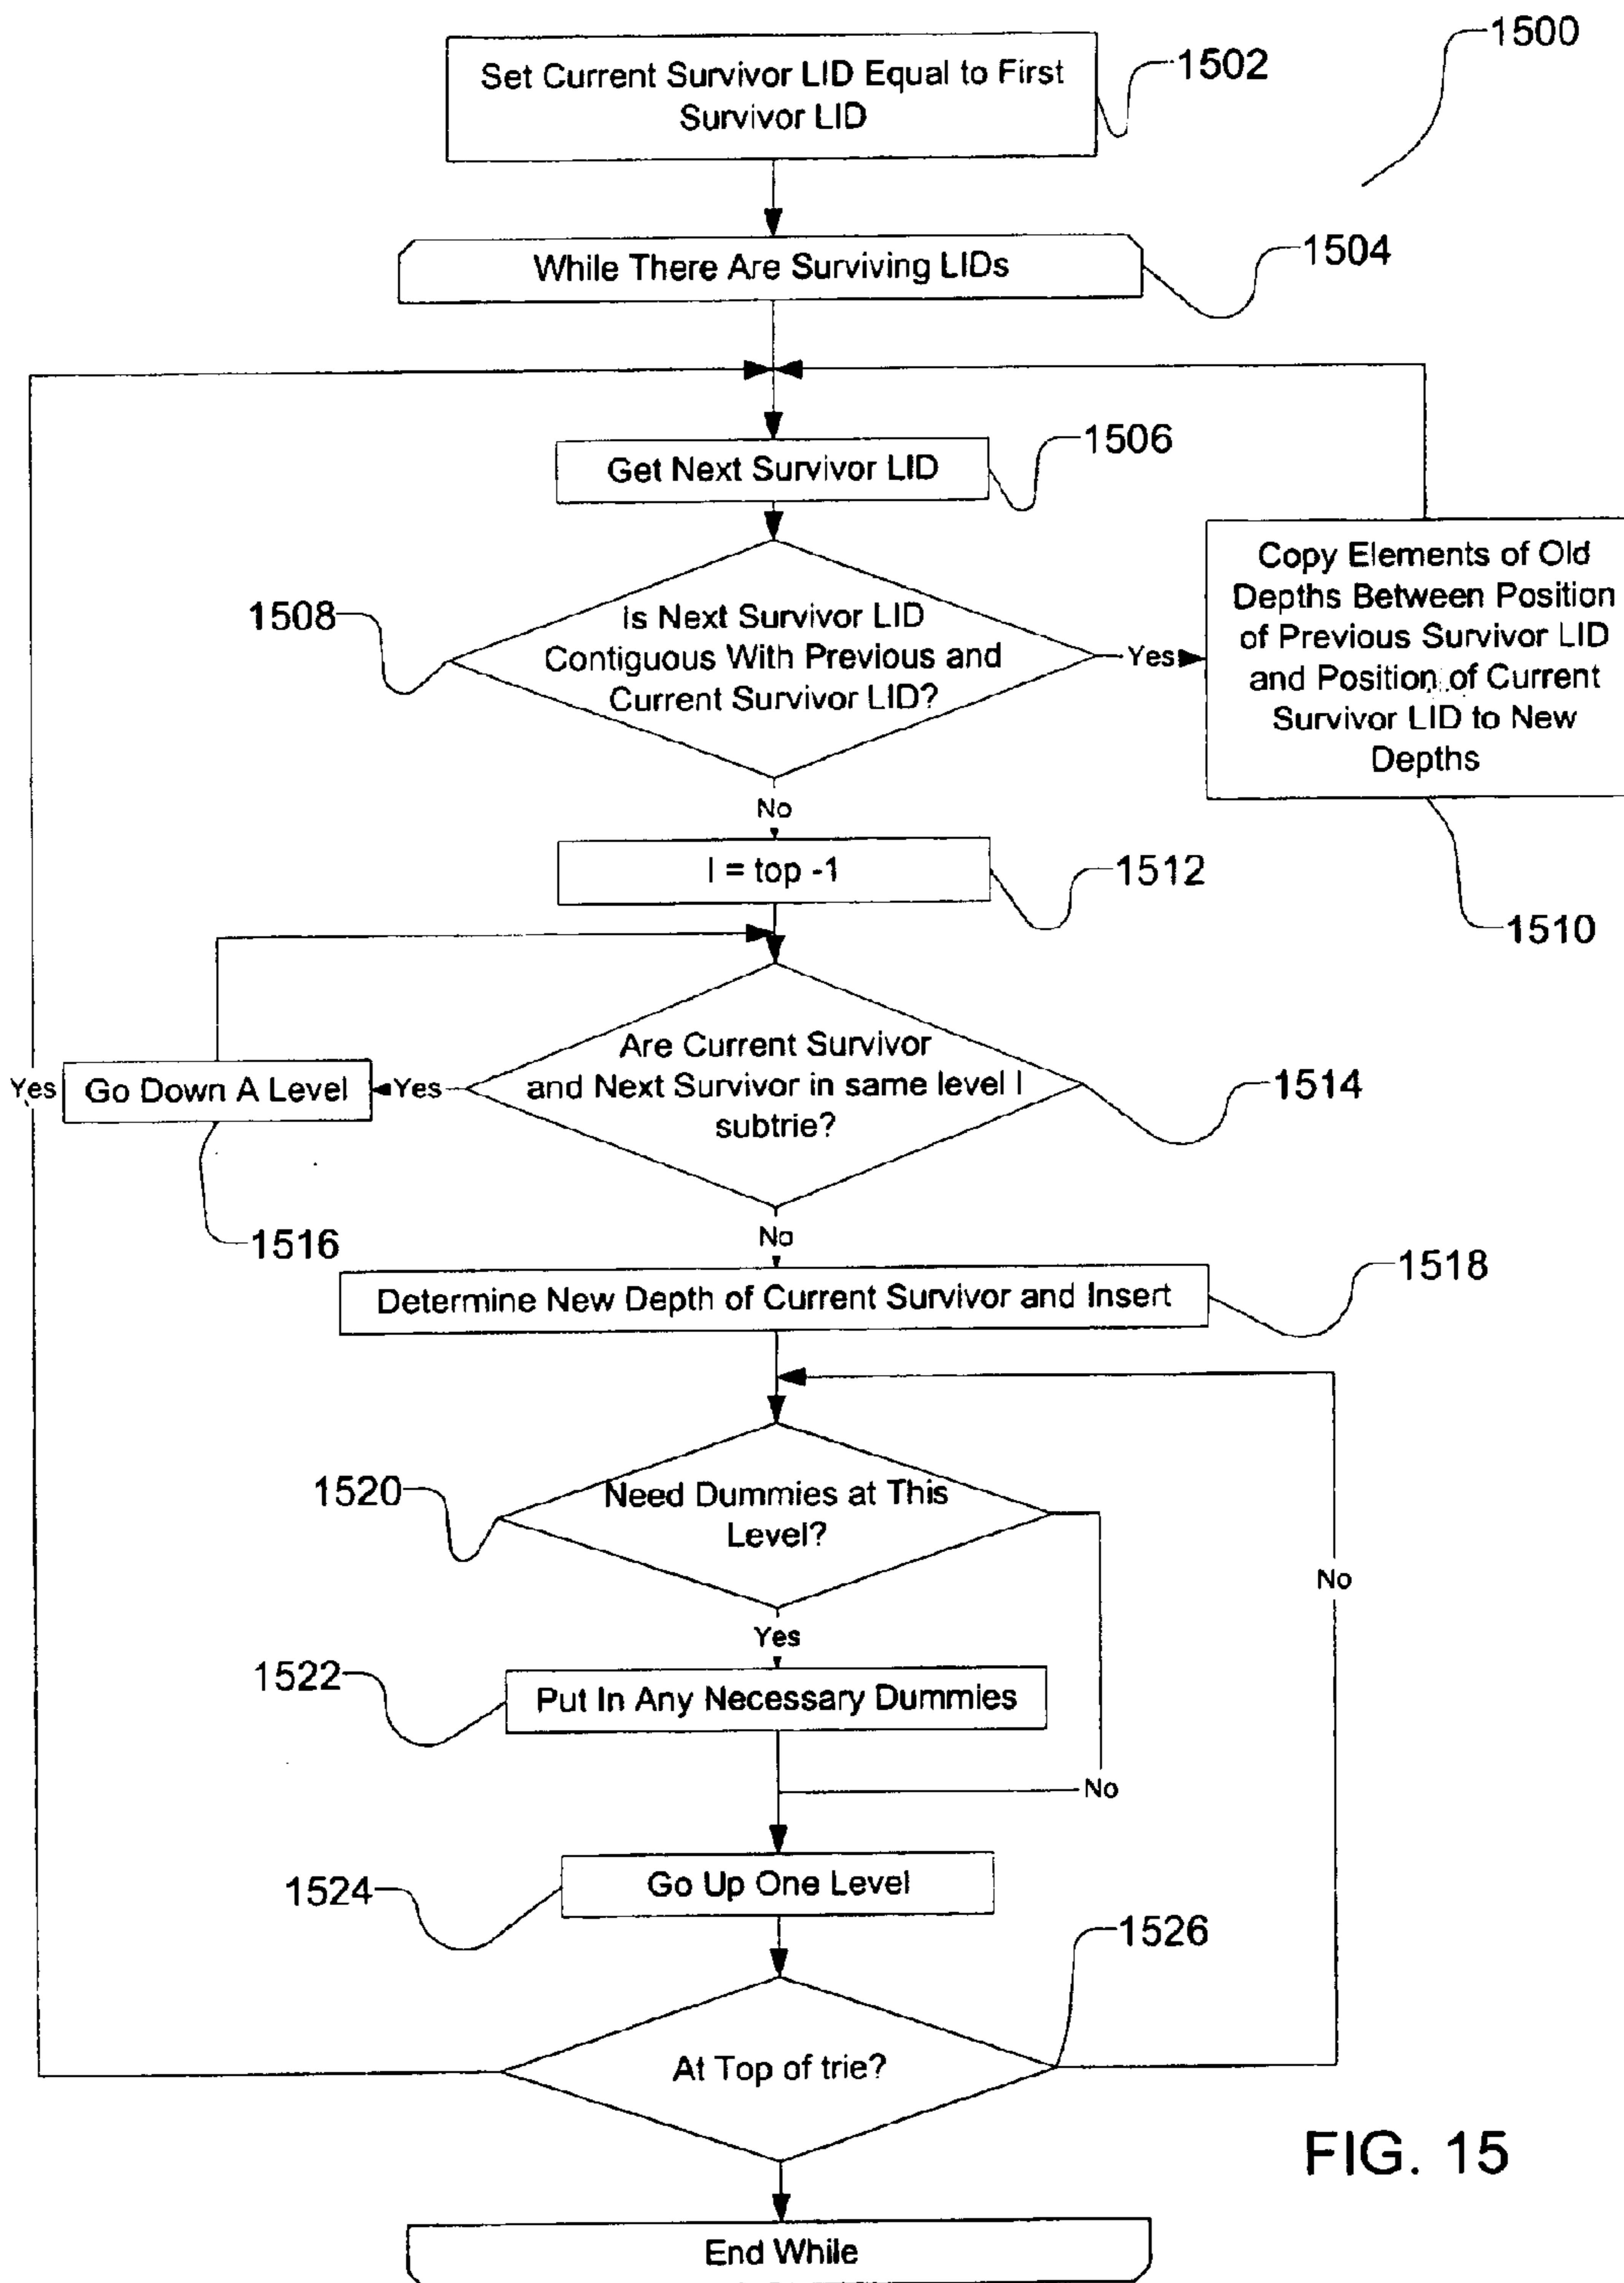 1500
Set Current Survivor LID Equal to First
Survivor LID
1502
While There Are Surviving LIDs
1504
Get Next Survivor LID
1506
1508
Is Next Survivor LID
Contiguous With Previous and
Current Survivor LID?
Yes
Copy Elements of Old
Depths Between Position
of Previous Survivor LID
and Position of Current
Survivor LID to New
Depths
1510
No
I = top -1
1512
Are Current Survivor
and Next Survivor in same level I
subtrie?
1514
Yes
Go Down A Level
Yes
1516
No
Determine New Depth of Current Survivor and Insert
1518
1520
Need Dummies at This
Level?
No
Yes
1522
Put In Any Necessary Dummies
No
1524
Go Up One Level
1526
At Top of trie?
End While
FIG. 15